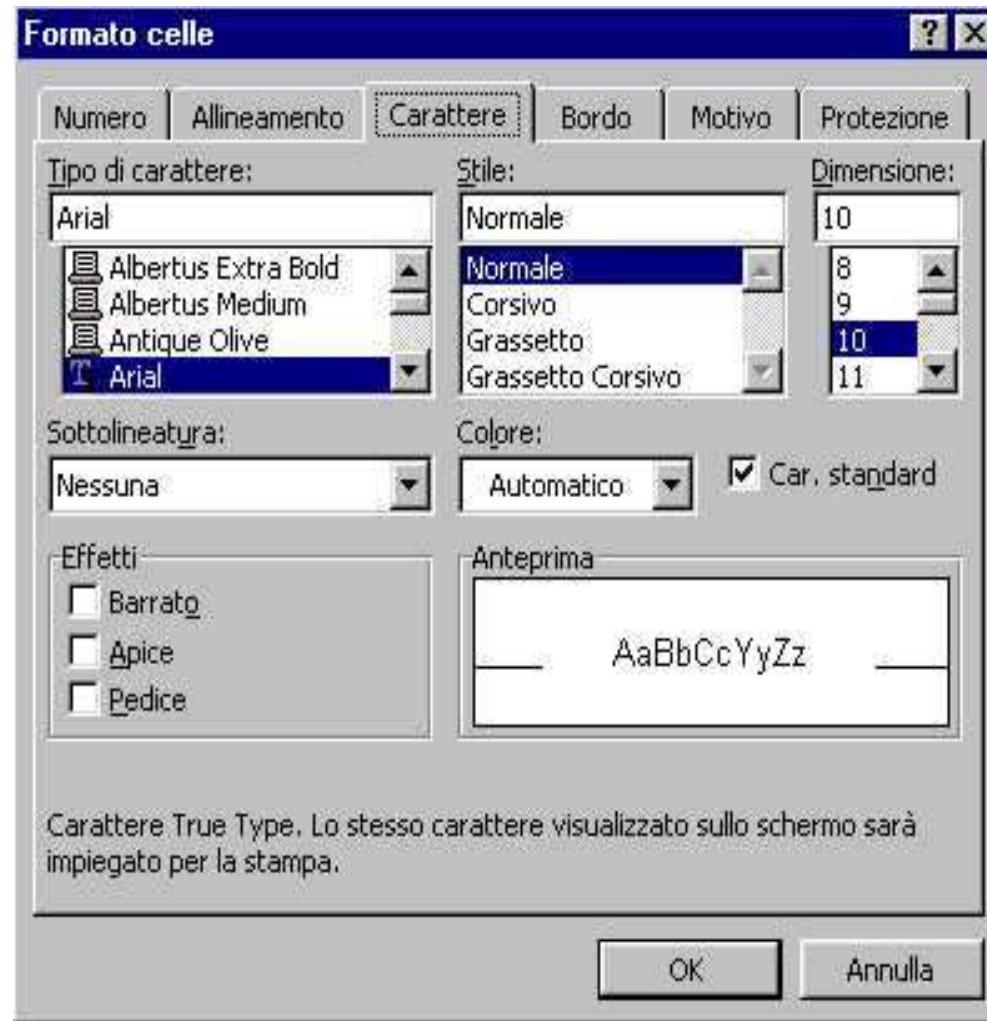 Formato celle
Numero Allineamento Carattere Bordo Motivo Protezione
Tipo di carattere: Stile: Dimensione:
Arial Normale 10
Albertus Extra Bold Normale 8
Albertus Medium Corsivo 9
Antique Olive Grassetto 10
Arial Grassetto Corsivo 11
Sottolineatura: Colore:
Nessuna Automatico Car. standard
Effetti Anteprima
Barrato
Apice AaBbCcYyZz
Pedice
Carattere True Type. Lo stesso carattere visualizzato sullo schermo sarà
impiegato per la stampa.
OK Annulla